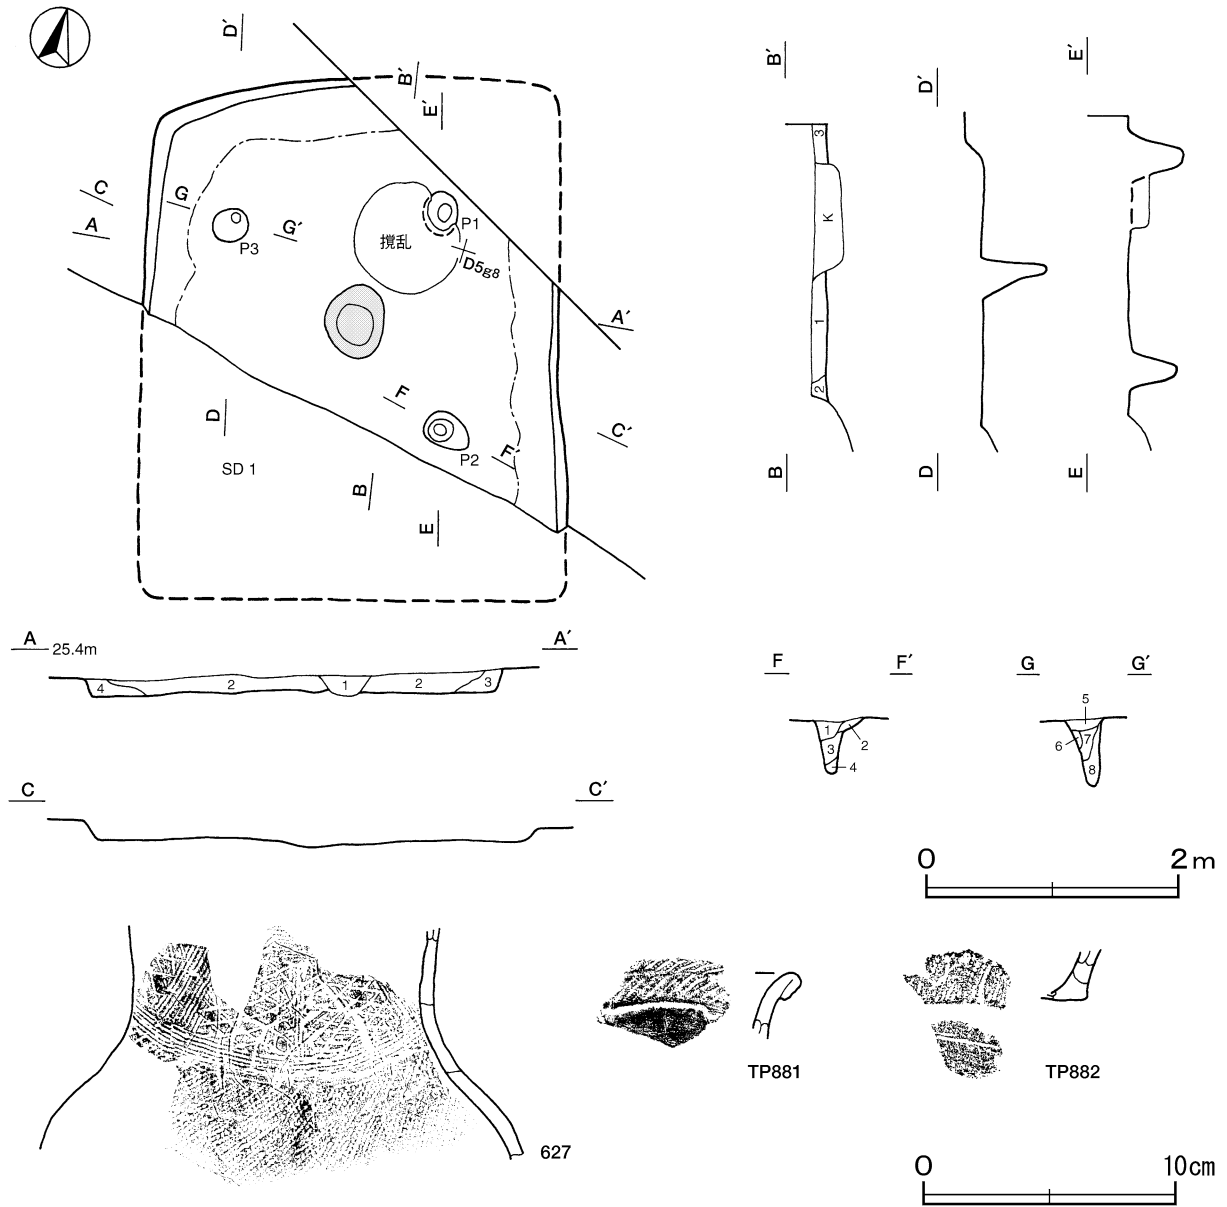 D′
B′
E′
C
A
G
G′
P3
P1
撹乱
D5g8
A′
F
D
C′
P2
F′
SD 1
B
E
B′
D′
E′
3
K
1
2
B
D
E
A
25.4m
A′
4
2
1
2
3
F
F′
G
G′
1
2
3
4
5
6
7
8
C
C′
0
2m
627
TP881
TP882
0
10cm